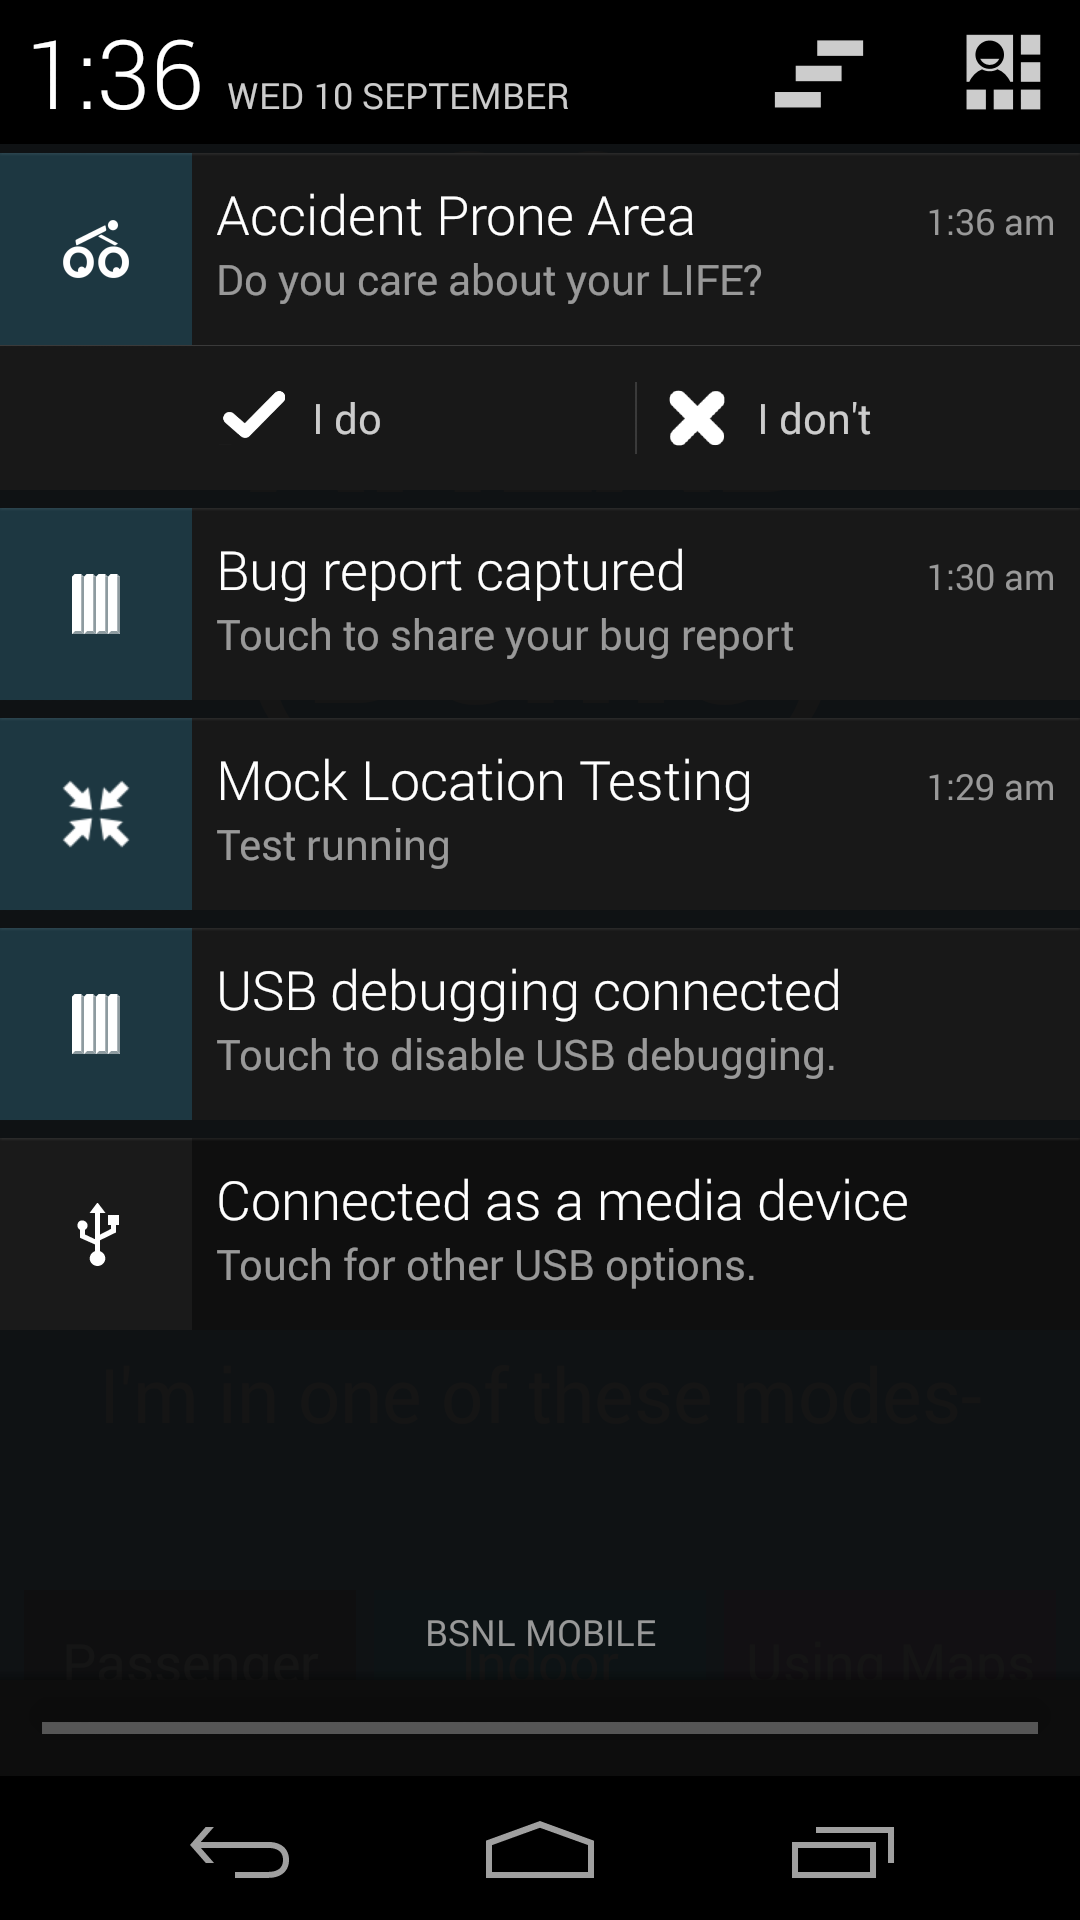 1:36 WED 10 SEPTEMBER
Accident Prone Area 1:36 am
Do you care about your LIFE?
I do I don't
Bug report captured 1:30 am
Touch to share your bug report
Mock Location Testing 1:29 am
Test running
USB debugging connected
Touch to disable USB debugging.
Connected as a media device
Touch for other USB options.
I'm in one of these modes-
BSNL MOBILE
Passenger Indoor Using Maps